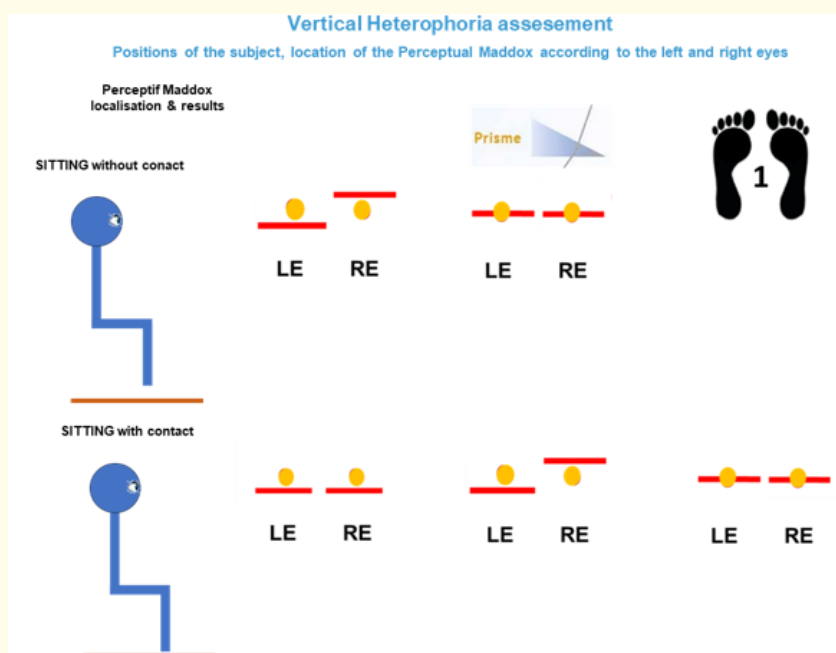 Vertical Heterophoria assesement
Positions of the subject, location of the Perceptual Maddox according to the left and right eyes
Perceptif Maddox
localisation & results
Prisme
SITTING without conact
1
LE RE LE RE
SITTING with contact
LE RE LE RE LE RE